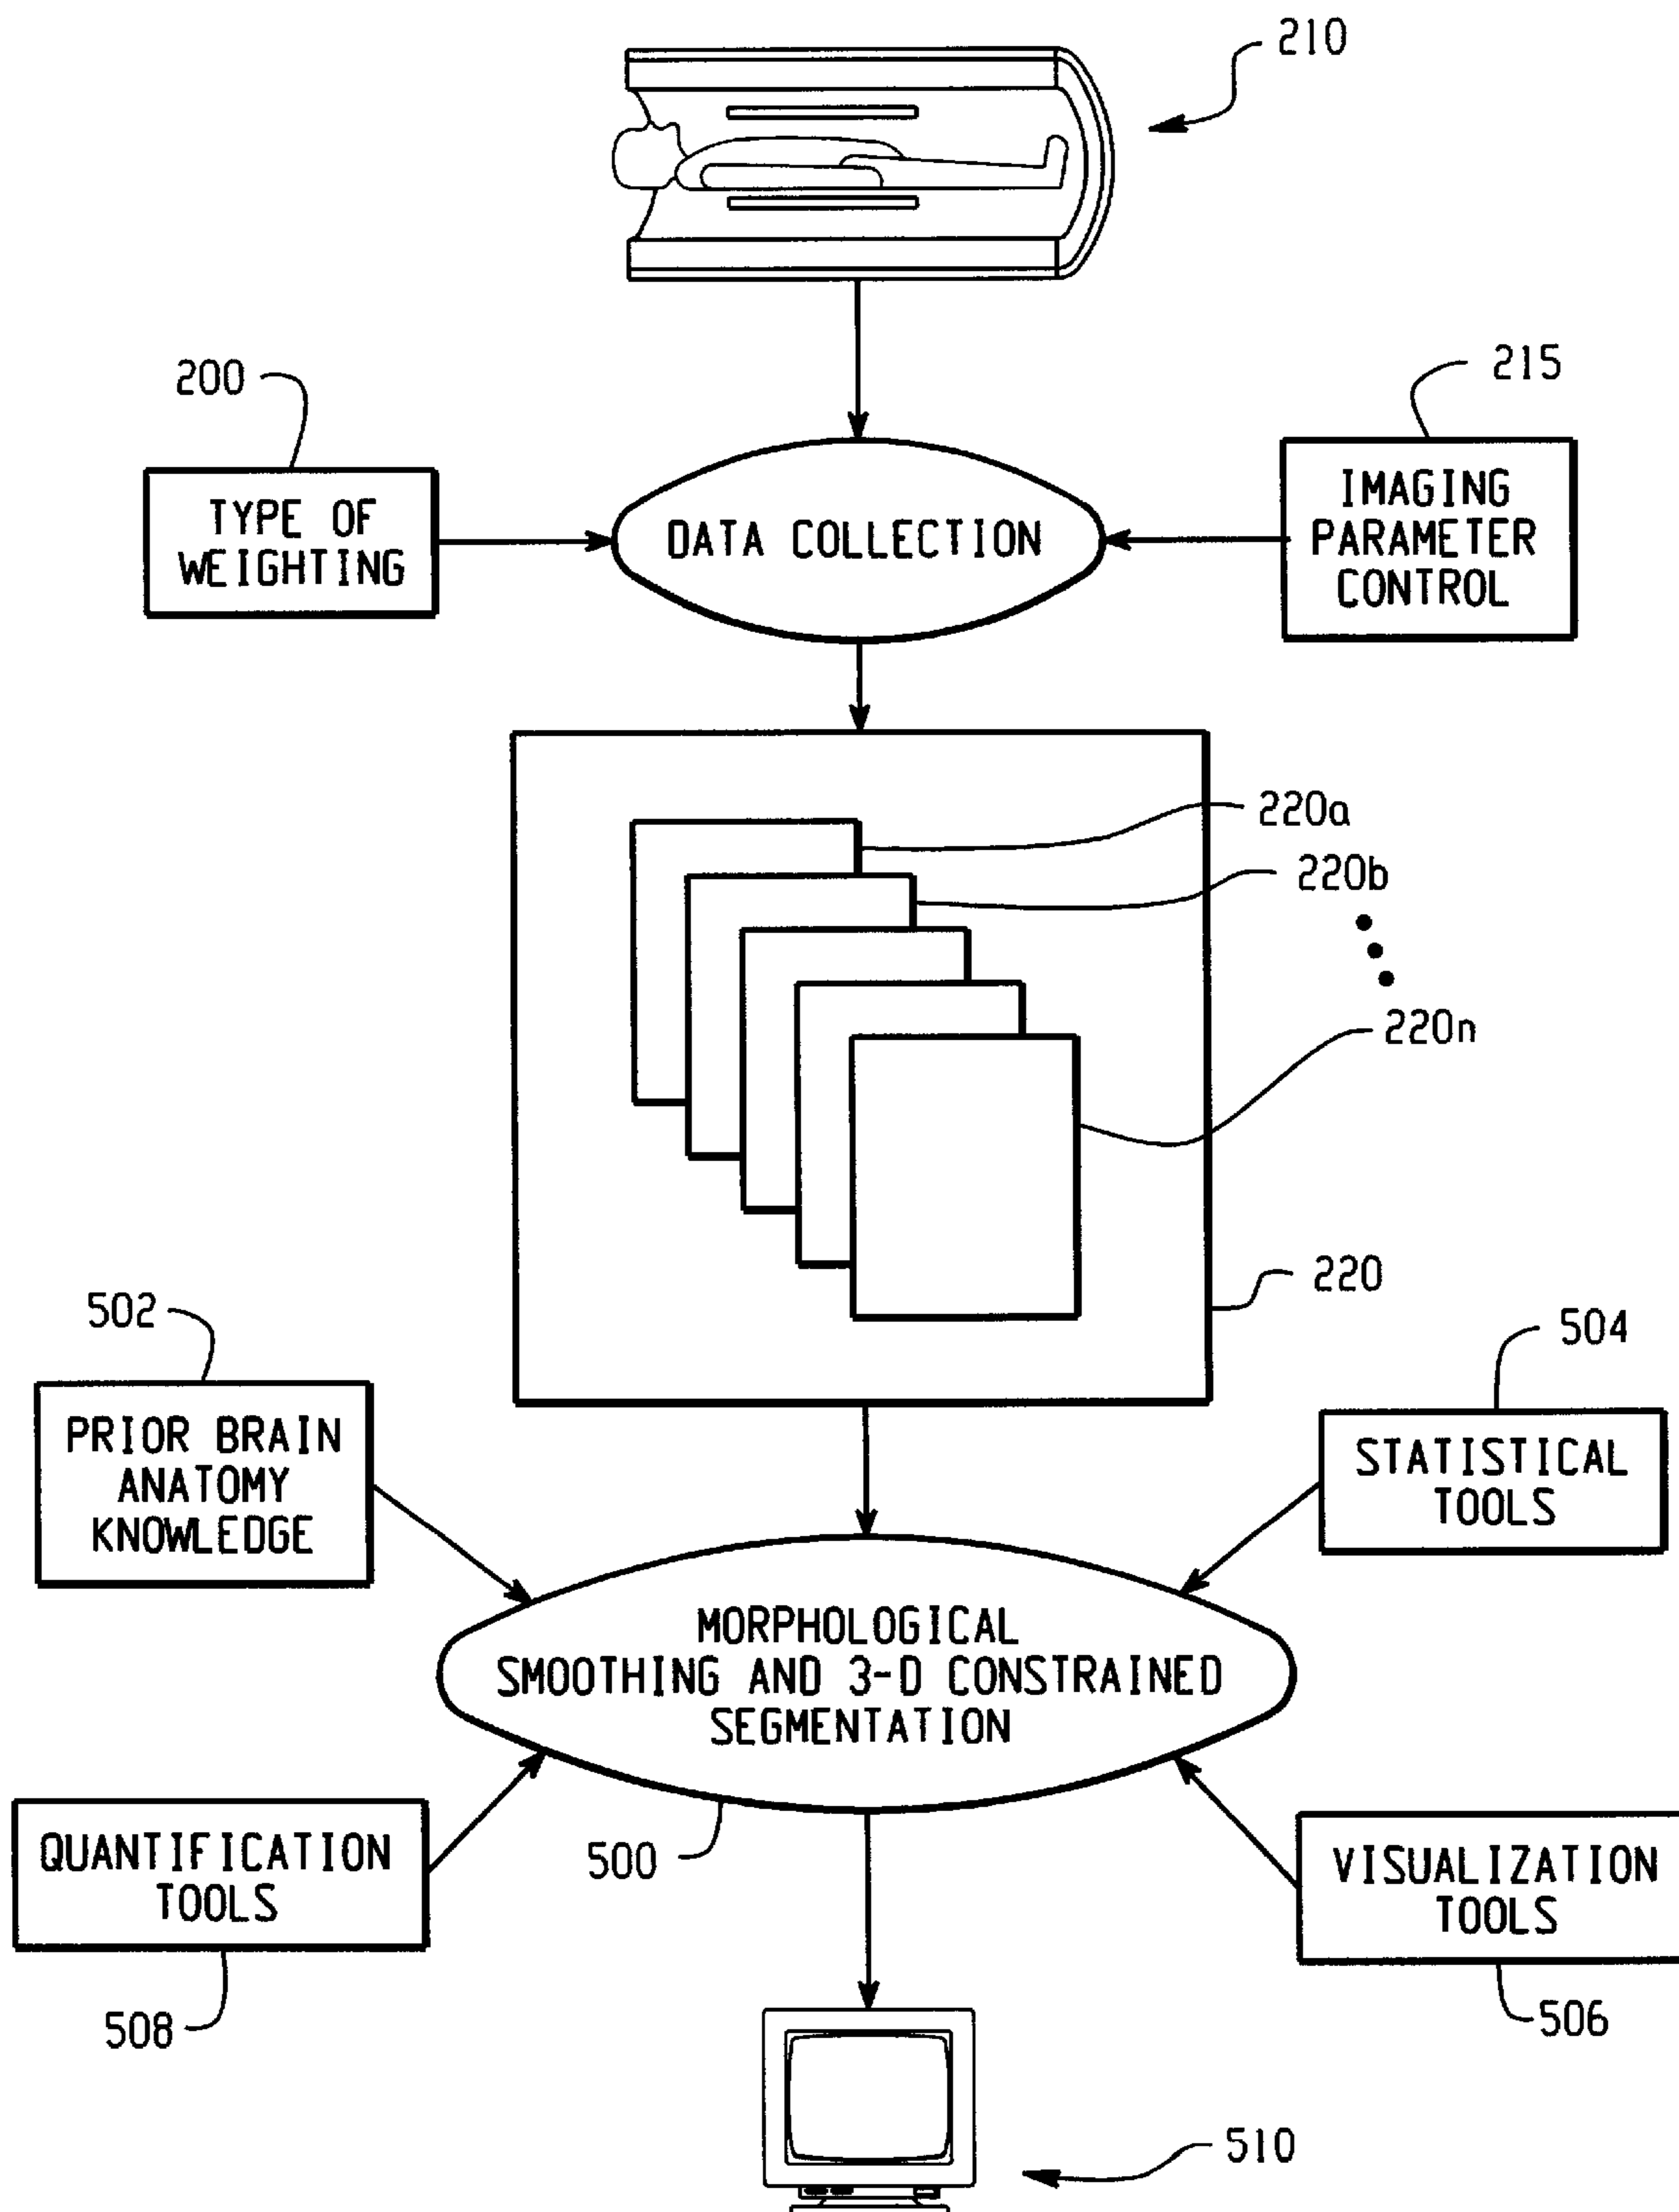 210
200
215
TYPE OF
WEIGHTING
DATA COLLECTION
IMAGING
PARAMETER
CONTROL
220a
220b
220n
220
502
504
PRIOR BRAIN
ANATOMY
KNOWLEDGE
STATISTICAL
TOOLS
MORPHOLOGICAL
SMOOTHING AND 3-D CONSTRAINED
SEGMENTATION
QUANTIFICATION
TOOLS
500
VISUALIZATION
TOOLS
508
506
510